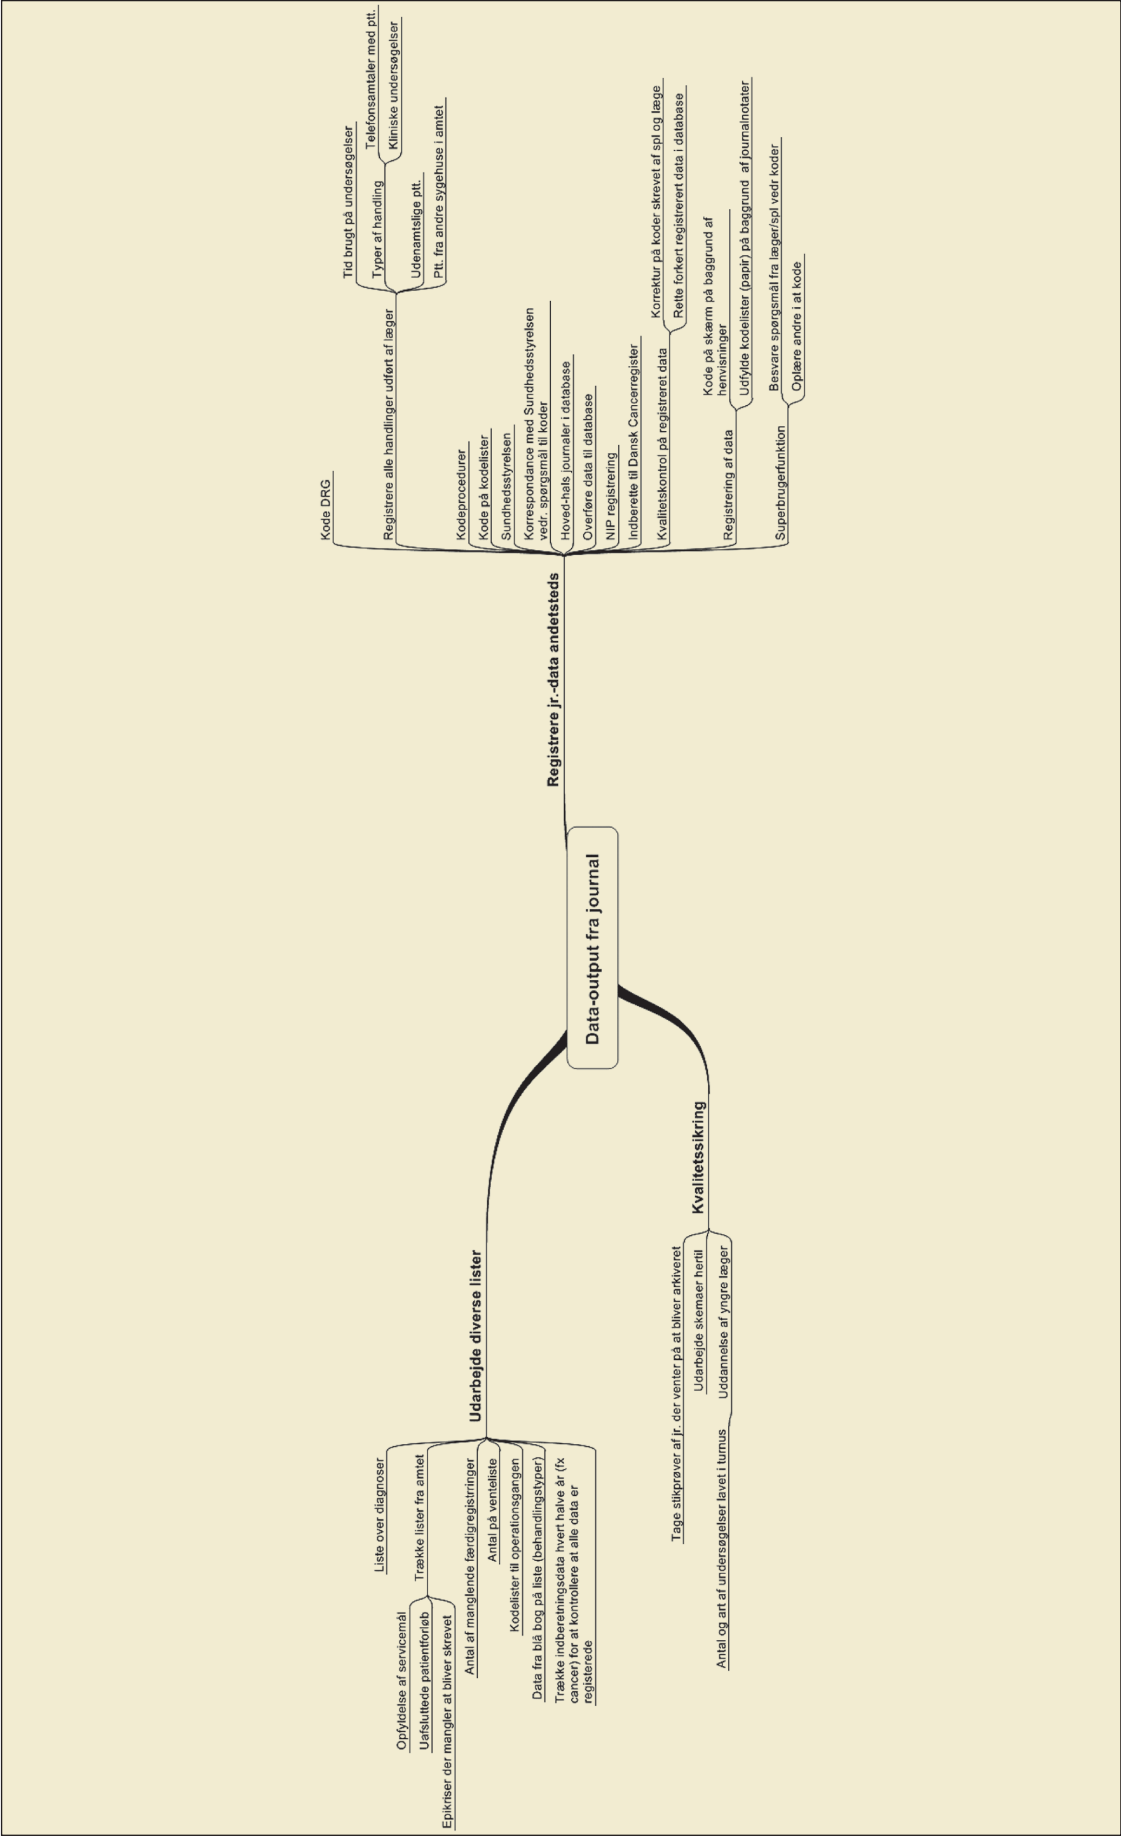 Data-output fra journal
Registrere jr.-data andetsteds
Kode DRG
Registrere alle handlinger udført af læger
Tid brugt på undersøgelser
Typer af handling
Telefonsamtaler med ptt.
Kliniske undersøgelser
Udenamtslige ptt.
Ptt. fra andre sygehuse i amtet
Kodeprocedurer
Kode på kodelister
Sundhedsstyrelsen
Korrespondance med Sundhedsstyrelsen
vedr. spørgsmål til koder
Hoved-hals journaler i database
Overføre data til database
NIP registrering
Indberette til Dansk Cancerregister
Kvalitetskontrol på registreret data
Korrektur på koder skrevet af spl og læge
Rette forkert registrerert data i database
Registrering af data
Kode på skærm på baggrund af
henvisninger
Udfylde kodelister (papir) på baggrund af journalnotater
Superbrugerfunktion
Besvare spørgsmål fra læger/spl vedr koder
Oplære andre i at kode
Udarbejde diverse lister
Liste over diagnoser
Trække lister fra amtet
Opfyldelse af servicemål
Uafsluttede patientforløb
Epikriser der mangler at bliver skrevet
Antal af manglende færdigregistrringer
Antal på venteliste
Kodelister til operationsgangen
Data fra blå bog på liste (behandlingstyper)
Trække indberetningsdata hvert halve år (fx
cancer) for at kontrollere at alle data er
registerede
Kvalitetssikring
Tage stikprøver af jr. der venter på at bliver arkiveret
Udarbejde skemaer hertil
Uddannelse af yngre læger
Antal og art af undersøgelser lavet i turnus